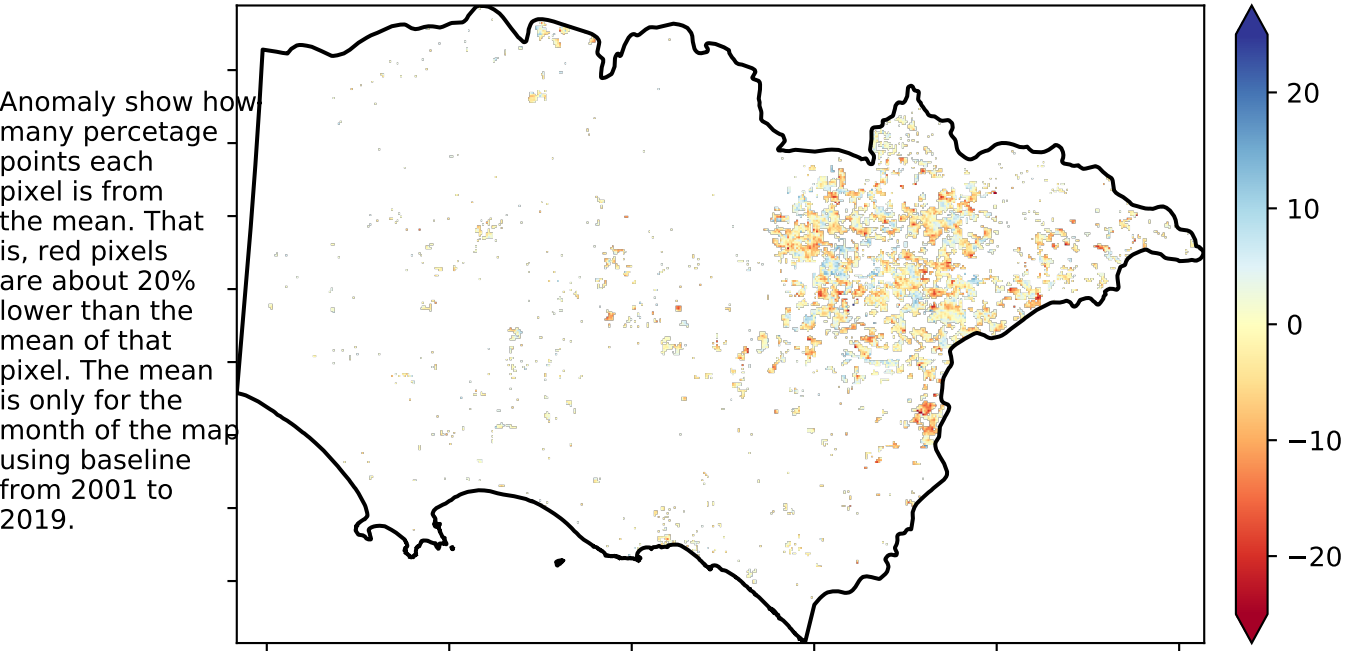 Anomaly show how
many percetage
points each
pixel is from
the mean. That
is, red pixels
are about 20%
lower than the
mean of that
pixel. The mean
is only for the
month of the map
using baseline
from 2001 to
2019.
20
10
0
−10
−20